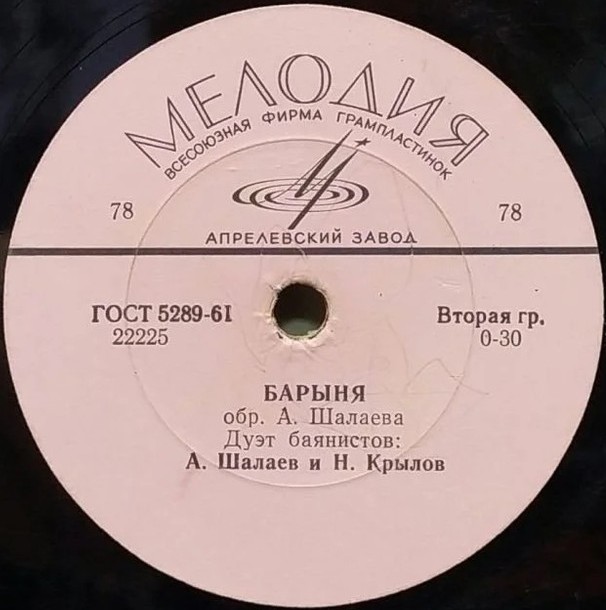 МЕЛОДИЯ
ВСЕСОЮЗНАЯ ФИРМА ГРАМПЛАСТИНОК
78
78
АПРЕЛЕВСКИЙ ЗАВОД
ГОСТ 5289-61
Вторая гр.
22225
0-30
БАРЫНЯ
обр. А. Шалаева
Дуэт баянистов:
А. Шалаев и Н. Крылов